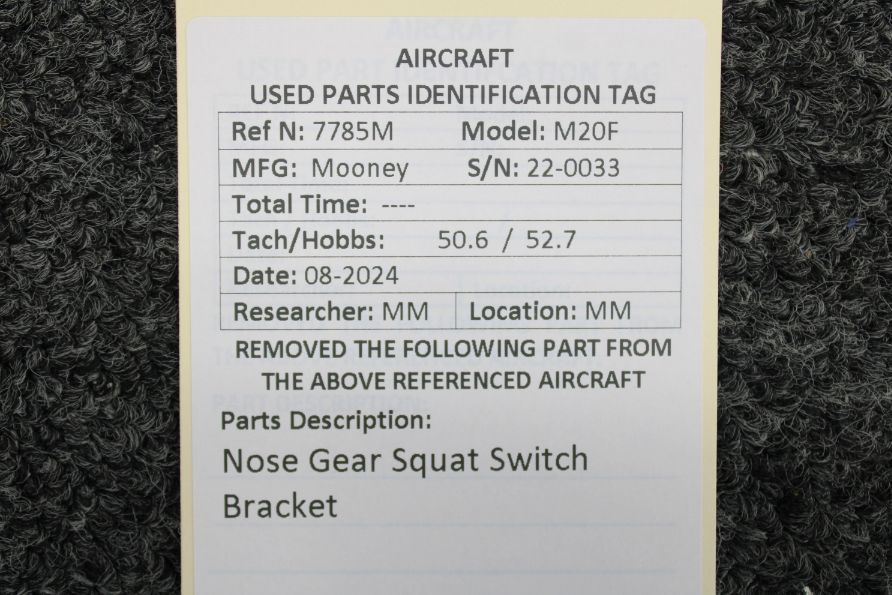 AIRCRAFT
USED PARTS IDENTIFICATION TAG
Ref N: 7785M Model: M20F
MFG: Mooney S/N: 22-0033
Total Time: ----
Tach/Hobbs: 50.6 / 52.7
Date: 08-2024
Researcher: MM Location: MM
REMOVED THE FOLLOWING PART FROM
THE ABOVE REFERENCED AIRCRAFT
Parts Description:
Nose Gear Squat Switch
Bracket